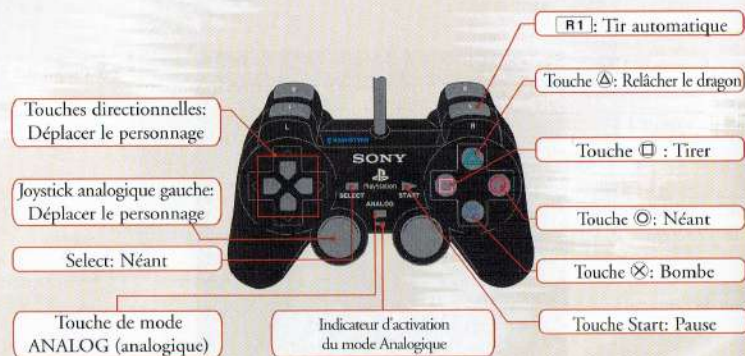 R1 : Tir automatique
Touche △: Relâcher le dragon
Touches directionnelles:
Déplacer le personnage
L
R
SONY
Touche □ : Tirer
PlayStation
SELECT
START
ANALOG
Joystick analogique gauche:
Déplacer le personnage
Touche ○: Néant
Select: Néant
Touche ⊗: Bombe
Touche de mode
ANALOG (analogique)
Indicateur d'activation
du mode Analogique
Touche Start: Pause